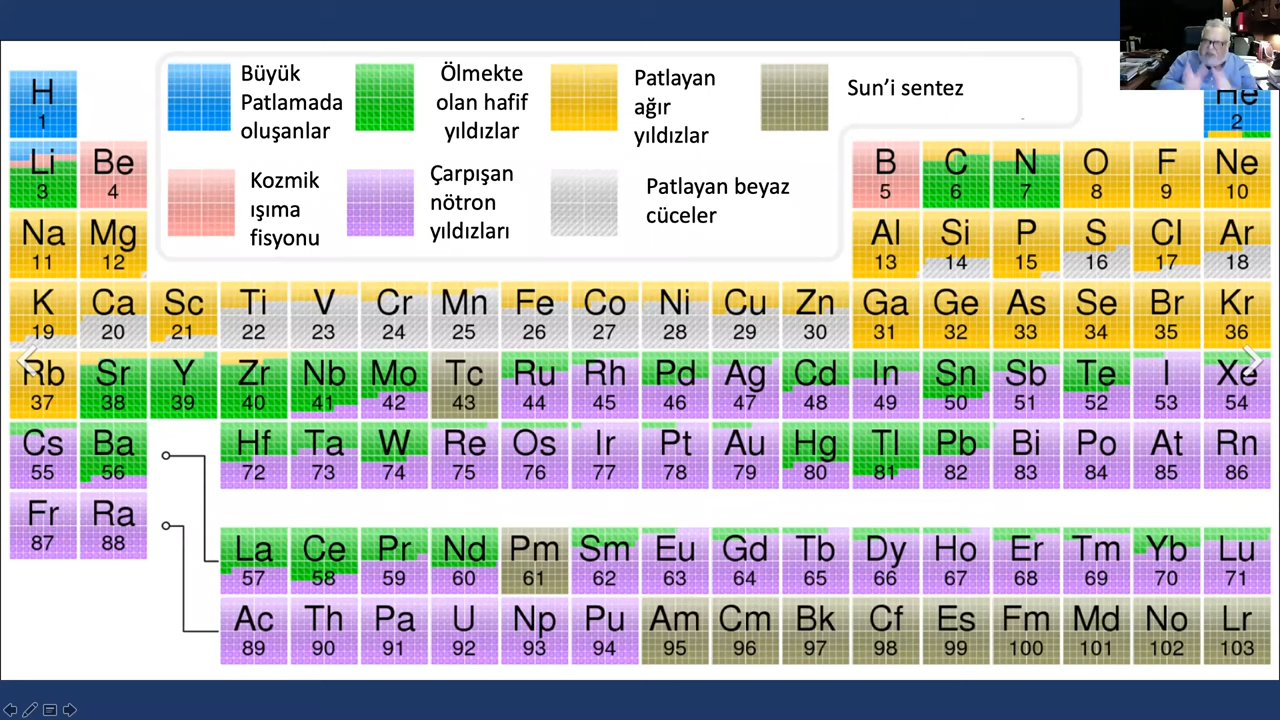 Büyük
Patlamada
oluşanlar
Ölmekte
olan hafif
yıldızlar
Patlayan
ağır
yıldızlar
Sun’i sentez
Kozmik
ışıma
fisyonu
Çarpışan
nötron
yıldızları
Patlayan beyaz
cüceler
H He
1 2
Li Be B C N O F Ne
3 4 5 6 7 8 9 10
Na Mg Al Si P S Cl Ar
11 12 13 14 15 16 17 18
K Ca Sc Ti V Cr Mn Fe Co Ni Cu Zn Ga Ge As Se Br Kr
19 20 21 22 23 24 25 26 27 28 29 30 31 32 33 34 35 36
Rb Sr Y Zr Nb Mo Tc Ru Rh Pd Ag Cd In Sn Sb Te I Xe
37 38 39 40 41 42 43 44 45 46 47 48 49 50 51 52 53 54
Cs Ba Hf Ta W Re Os Ir Pt Au Hg Tl Pb Bi Po At Rn
55 56 72 73 74 75 76 77 78 79 80 81 82 83 84 85 86
Fr Ra
87 88
La Ce Pr Nd Pm Sm Eu Gd Tb Dy Ho Er Tm Yb Lu
57 58 59 60 61 62 63 64 65 66 67 68 69 70 71
Ac Th Pa U Np Pu Am Cm Bk Cf Es Fm Md No Lr
89 90 91 92 93 94 95 96 97 98 99 100 101 102 103